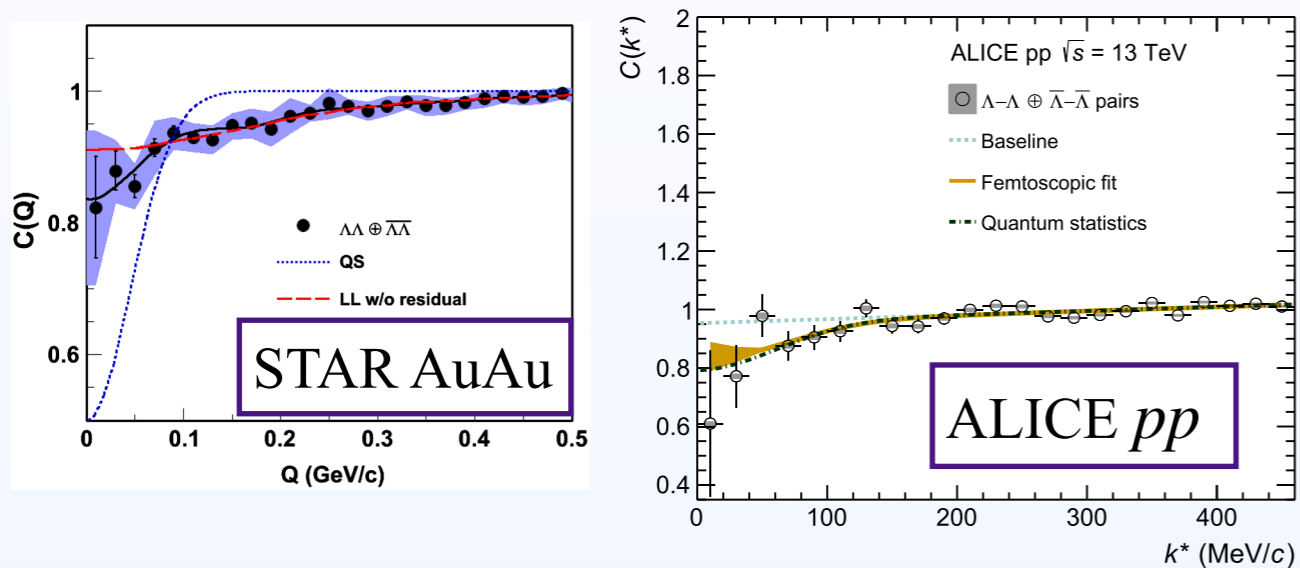 1
0.8
0.6
C(Q)
0
0.1
0.2
0.3
0.4
0.5
Q (GeV/c)
ΛΛ ⊕ Λ̅Λ̅
QS
LL w/o residual
STAR AuAu
2
1.8
1.6
1.4
1.2
1
0.8
0.6
0.4
C(k*)
0
100
200
300
400
k* (MeV/c)
ALICE pp √s = 13 TeV
Λ–Λ ⊕ Λ̅–Λ̅ pairs
Baseline
Femtoscopic fit
Quantum statistics
ALICE pp